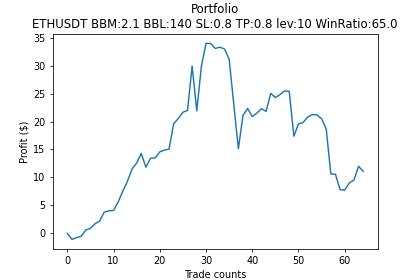 Portfolio
ETHUSDT BBM:2.1 BBL:140 SL:0.8 TP:0.8 lev:10 WinRatio:65.0
35
30
25
20
15
10
5
0
Profit ($)
0 10 20 30 40 50 60
Trade counts